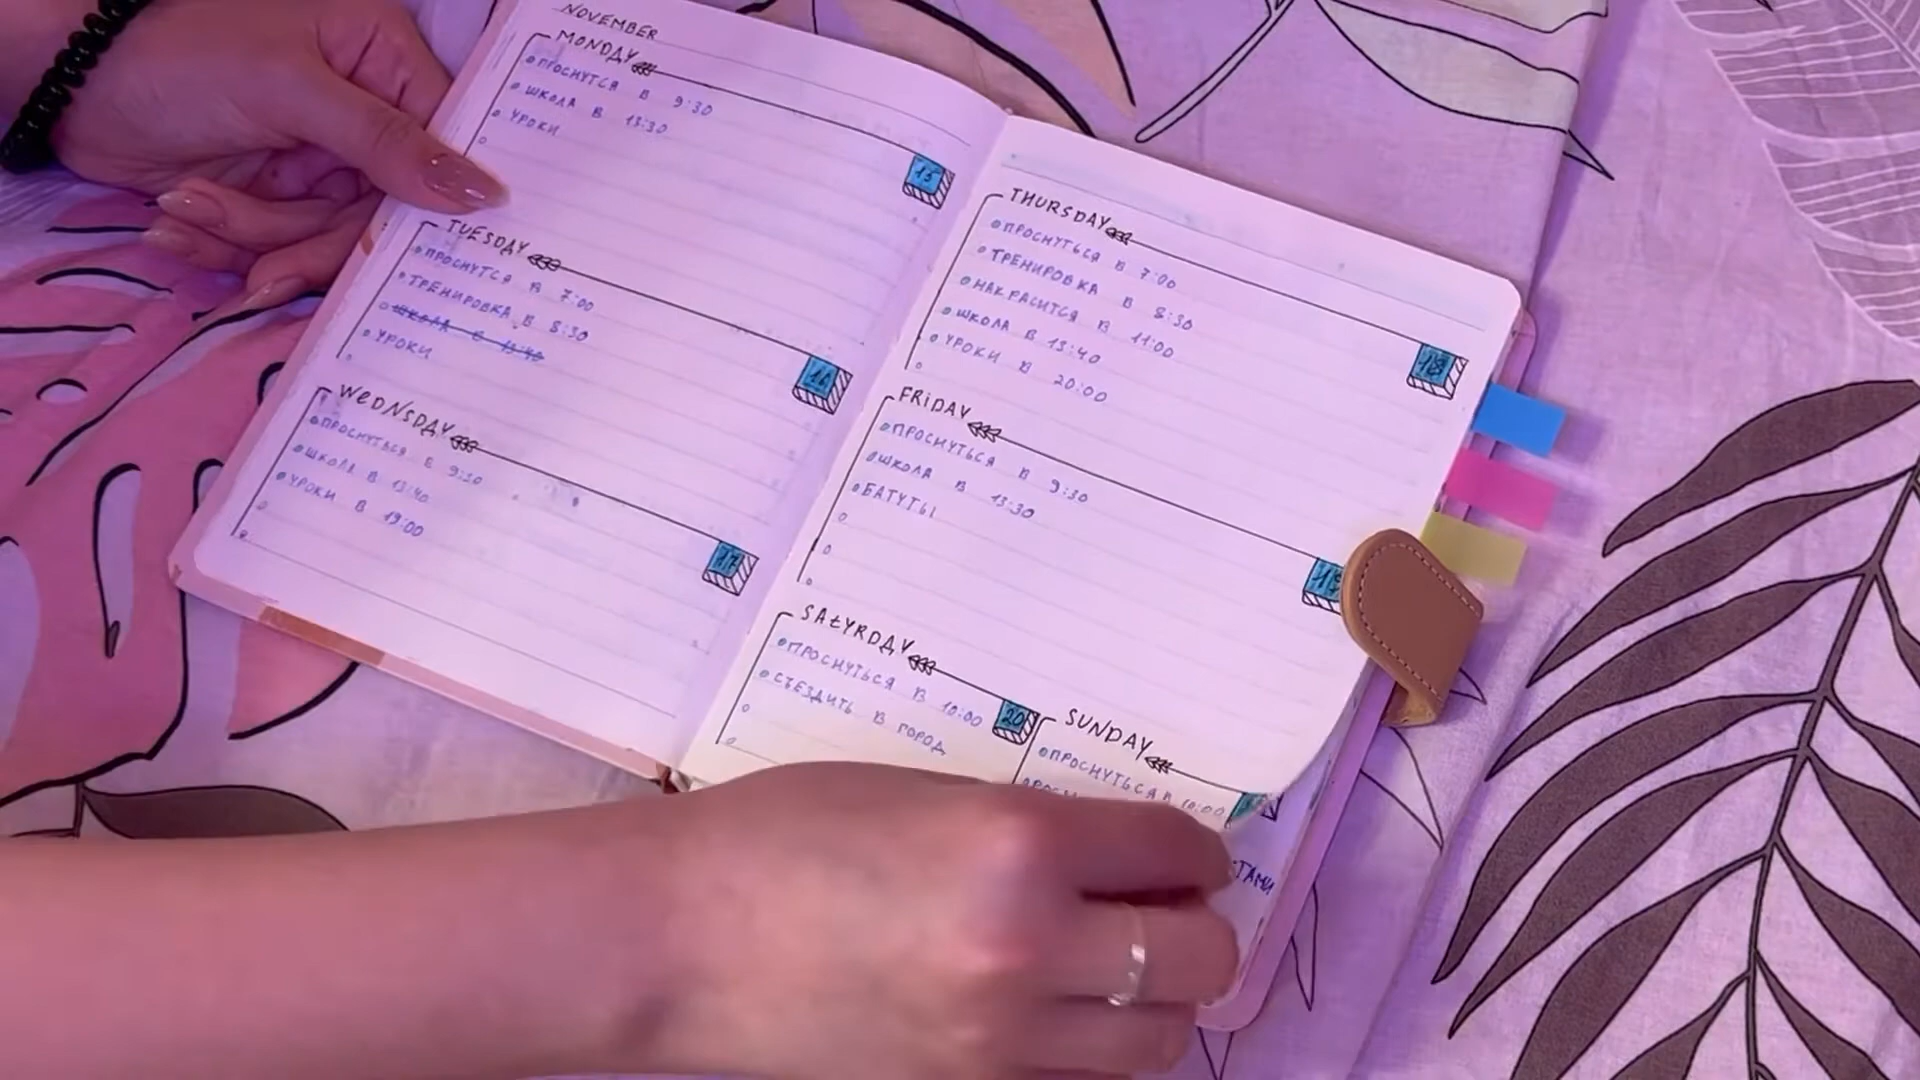 NOVEMBER
MONDAY
ПРОСНУТСЯ В 9:30
ШКОЛА В 13:30
УРОКИ
15
TUESDAY
ПРОСНУТСЯ В 7:00
ТРЕНИРОВКА В 8:30
ШКОЛА В 13:40
УРОКИ
16
WEDNSDAY
ПРОСНУТЬСЯ В 9:30
ШКОЛА В 13:40
УРОКИ В 19:00
17
THURSDAY
ПРОСНУТЬСЯ В 7:00
ТРЕНИРОВКА В 8:30
НАКРАСИТСЯ В 11:00
ШКОЛА В 13:40
УРОКИ В 20:00
18
FRIDAY
ПРОСНУТЬСЯ В 9:30
ШКОЛА В 13:30
БАТУТЫ
19
SATYRDAY
ПРОСНУТЬСЯ В 10:00
СЪЕЗДИТЬ В ГОРОД
20
SUNDAY
ПРОСНУТЬСЯ В 10:00